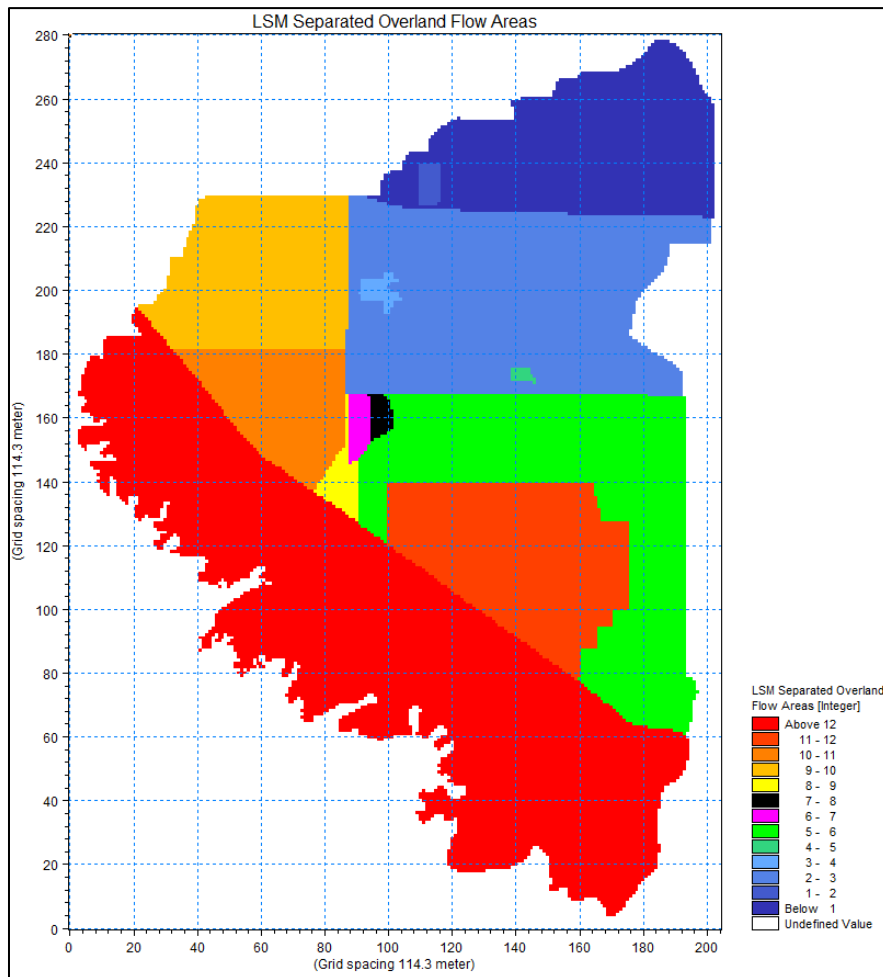 LSM Separated Overland Flow Areas
280
260
240
220
200
180
160
140
120
100
80
60
40
20
0
(Grid spacing 114.3 meter)
0 20 40 60 80 100 120 140 160 180 200
(Grid spacing 114.3 meter)
LSM Separated Overland
Flow Areas [Integer]
Above 12
11 - 12
10 - 11
9 - 10
8 - 9
7 - 8
6 - 7
5 - 6
4 - 5
3 - 4
2 - 3
1 - 2
Below 1
Undefined Value